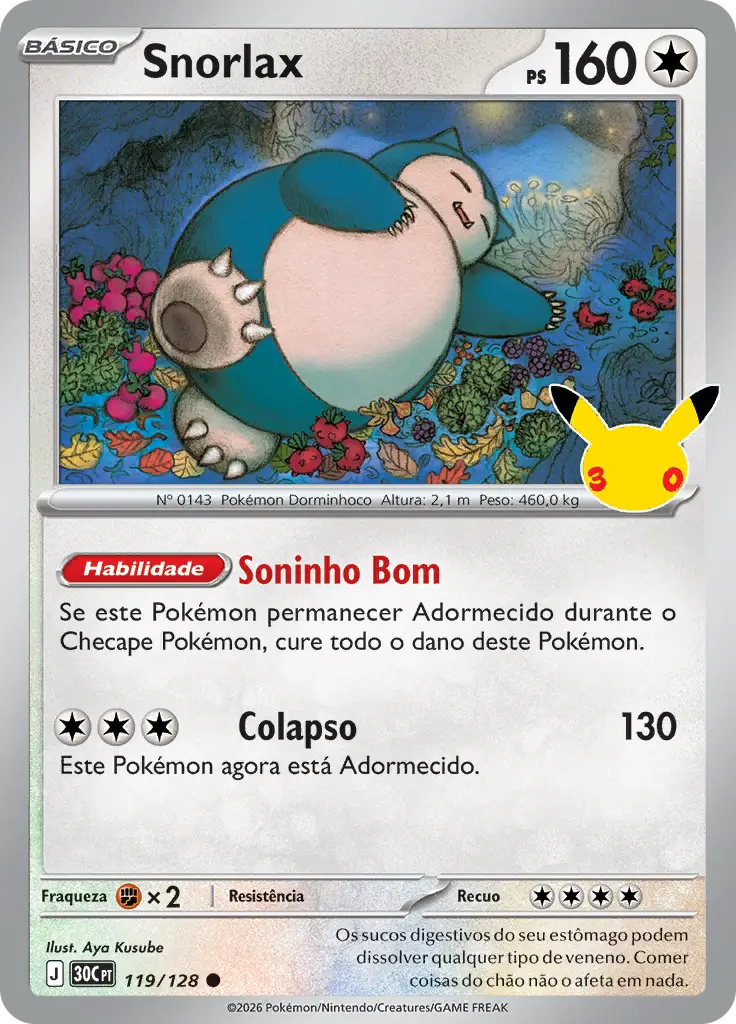 BÁSICO
Snorlax
PS 160
30
Nº 0143 Pokémon Dorminhoco Altura: 2,1 m Peso: 460,0 kg
Habilidade Soninho Bom
Se este Pokémon permanecer Adormecido durante o
Checape Pokémon, cure todo o dano deste Pokémon.
Colapso 130
Este Pokémon agora está Adormecido.
Fraqueza ×2 Resistência Recuo
Ilust. Aya Kusube
J 30C PT 119/128
Os sucos digestivos do seu estômago podem
dissolver qualquer tipo de veneno. Comer
coisas do chão não o afeta em nada.
©2026 Pokémon/Nintendo/Creatures/GAME FREAK